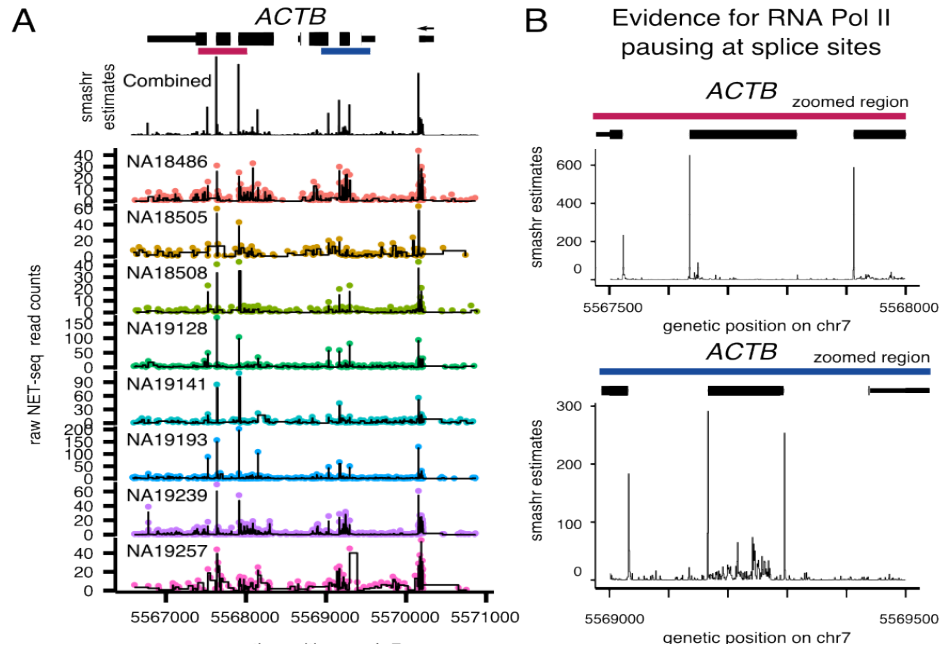 A
ACTB
smashr
estimates
Combined
raw NET-seq read counts
NA18486
40
30
20
10
0
NA18505
60
40
20
0
NA18508
40
30
20
10
0
NA19128
150
100
50
0
NA19141
90
60
30
0
NA19193
200
150
100
50
0
NA19239
60
40
20
0
NA19257
40
20
0
5567000 5568000 5569000 5570000 5571000
B
Evidence for RNA Pol II
pausing at splice sites
ACTB
zoomed region
smashr estimates
600
400
200
0
5567500 5568000
genetic position on chr7
ACTB
zoomed region
smashr estimates
300
200
100
0
5569000 5569500
genetic position on chr7